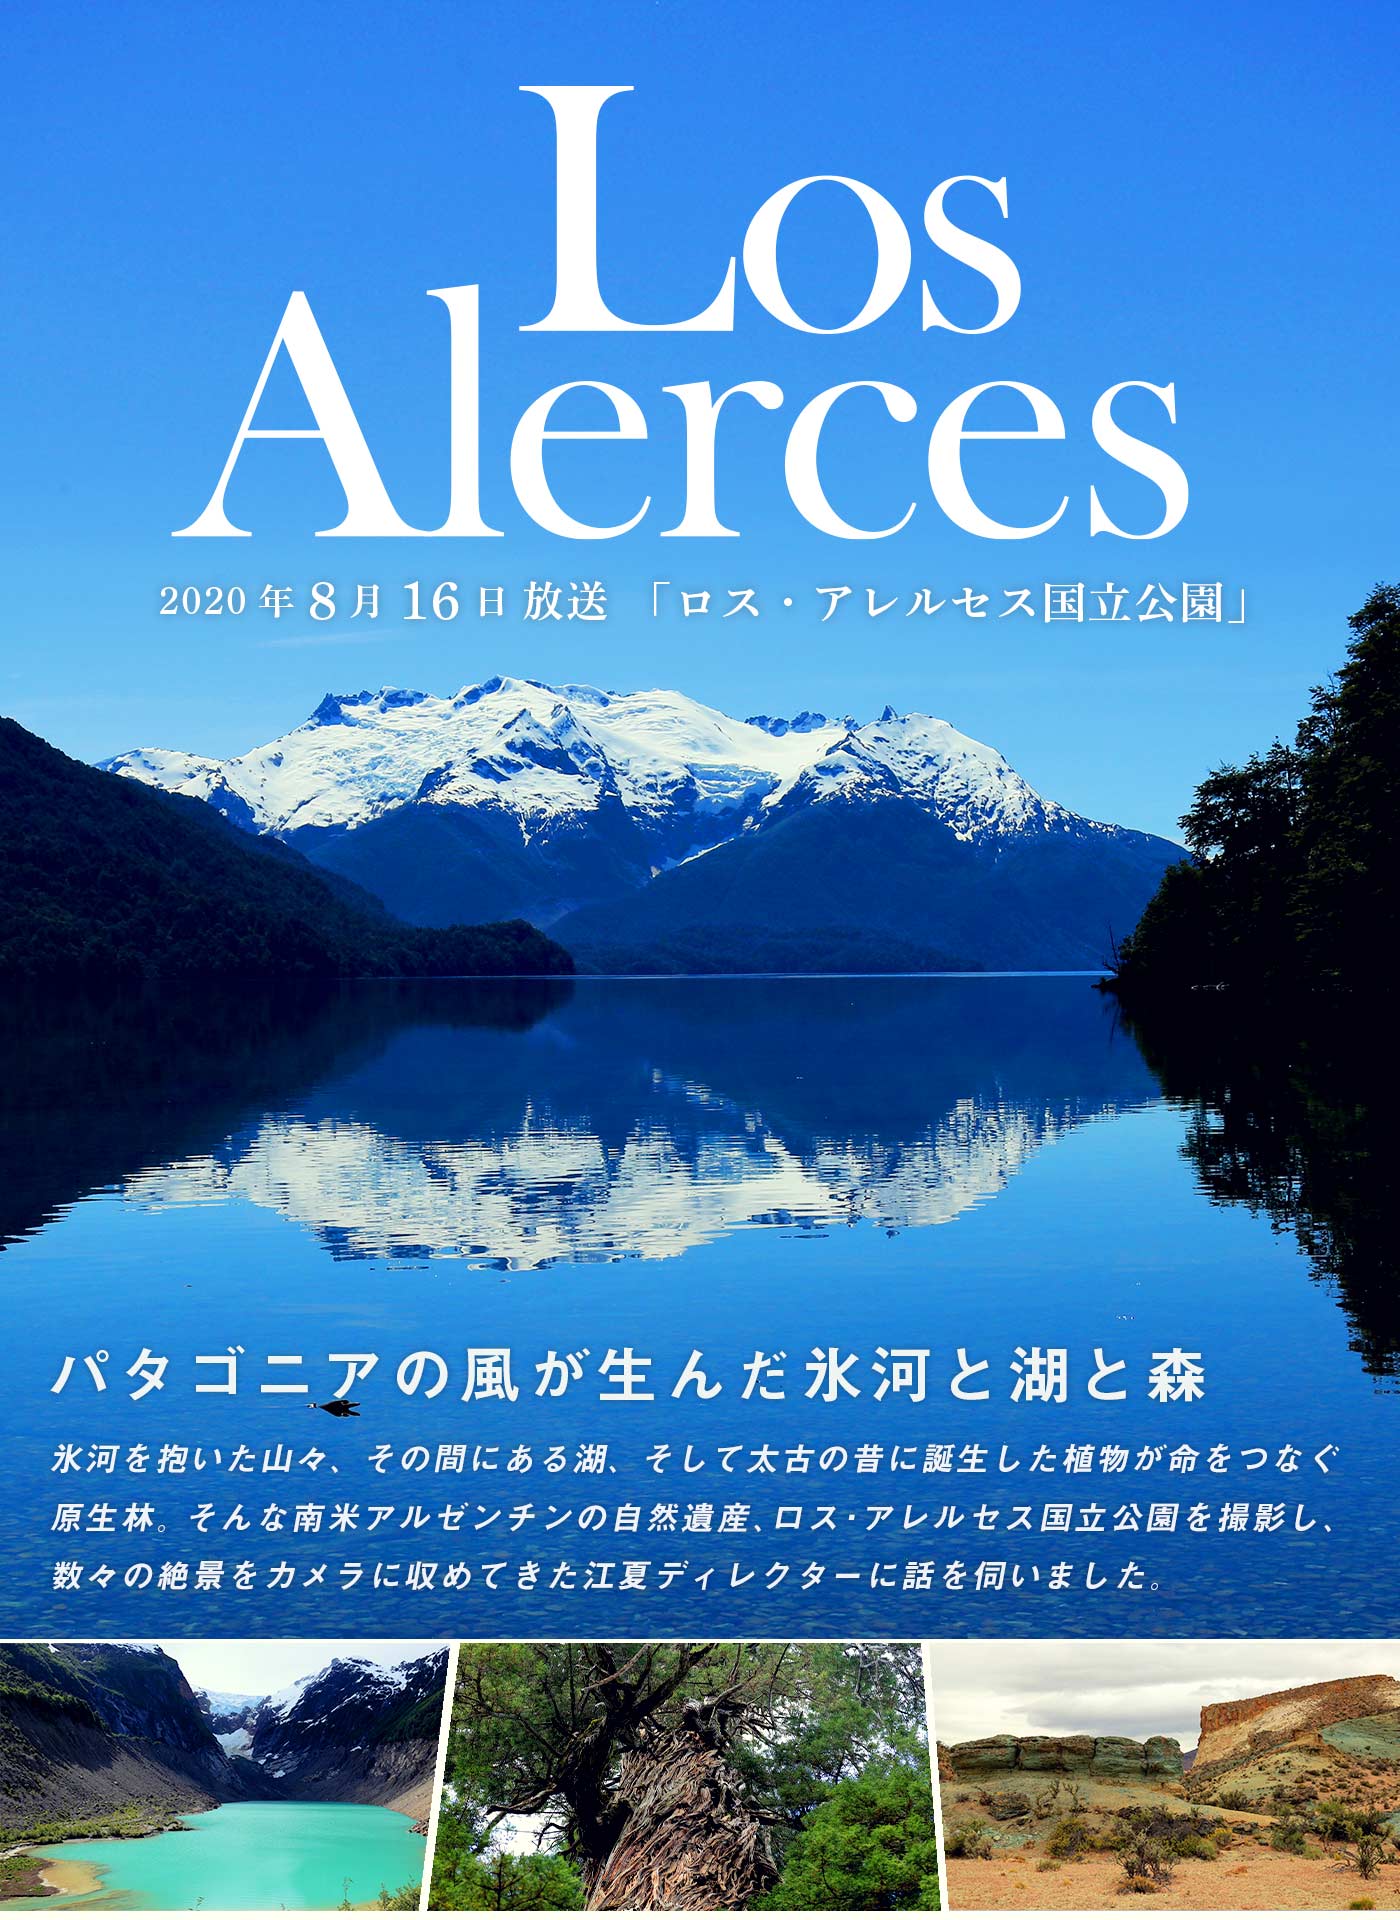 Los
Alerces
2020年8月16日放送 「ロス・アレルセス国立公園」
パタゴニアの風が生んだ氷河と湖と森
氷河を抱いた山々、その間にある湖、そして太古の昔に誕生した植物が命をつなぐ
原生林。そんな南米アルゼンチンの自然遺産、ロス・アレルセス国立公園を撮影し、
数々の絶景をカメラに収めてきた江夏ディレクターに話を伺いました。